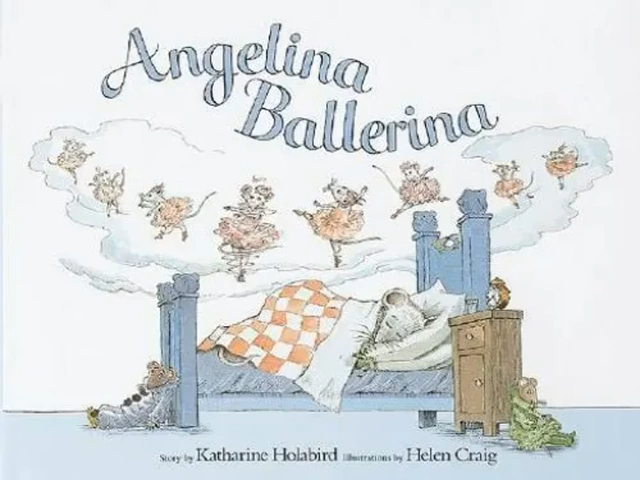 Angelina
Ballerina
Story by Katharine Holabird Illustrations by Helen Craig